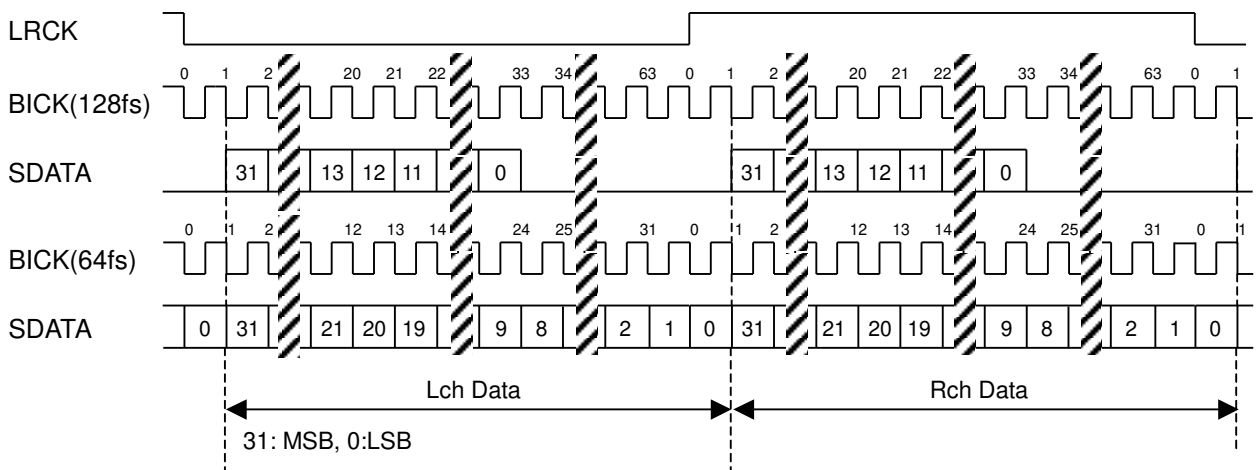 LRCK
0 1 2 20 21 22 33 34 63 0 1 2 20 21 22 33 34 63 0 1
BICK(128fs)
SDATA 31 13 12 11 0 31 13 12 11 0
0 1 2 12 13 14 24 25 31 0 1 2 12 13 14 24 25 31 0 1
BICK(64fs)
SDATA 0 31 21 20 19 9 8 2 1 0 31 21 20 19 9 8 2 1 0
Lch Data Rch Data
31: MSB, 0:LSB